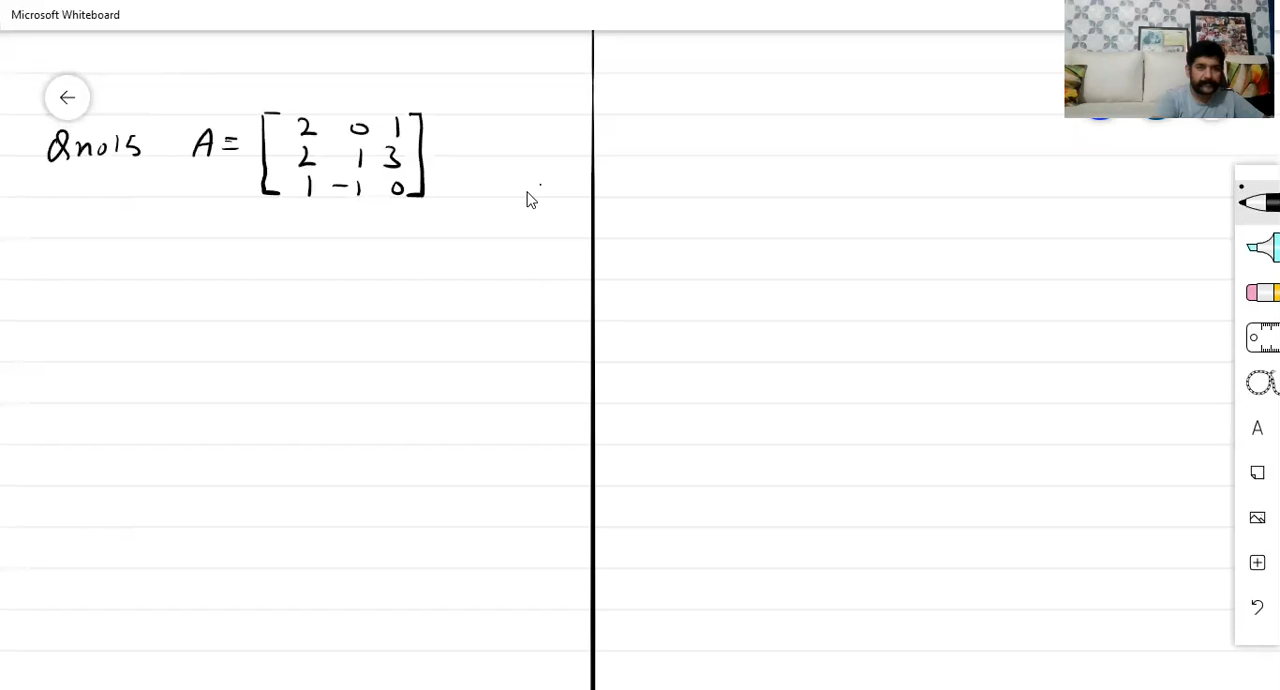 Microsoft Whiteboard
Qno15 A = [ 2 0 1
2 1 3
1 -1 0 ]
A